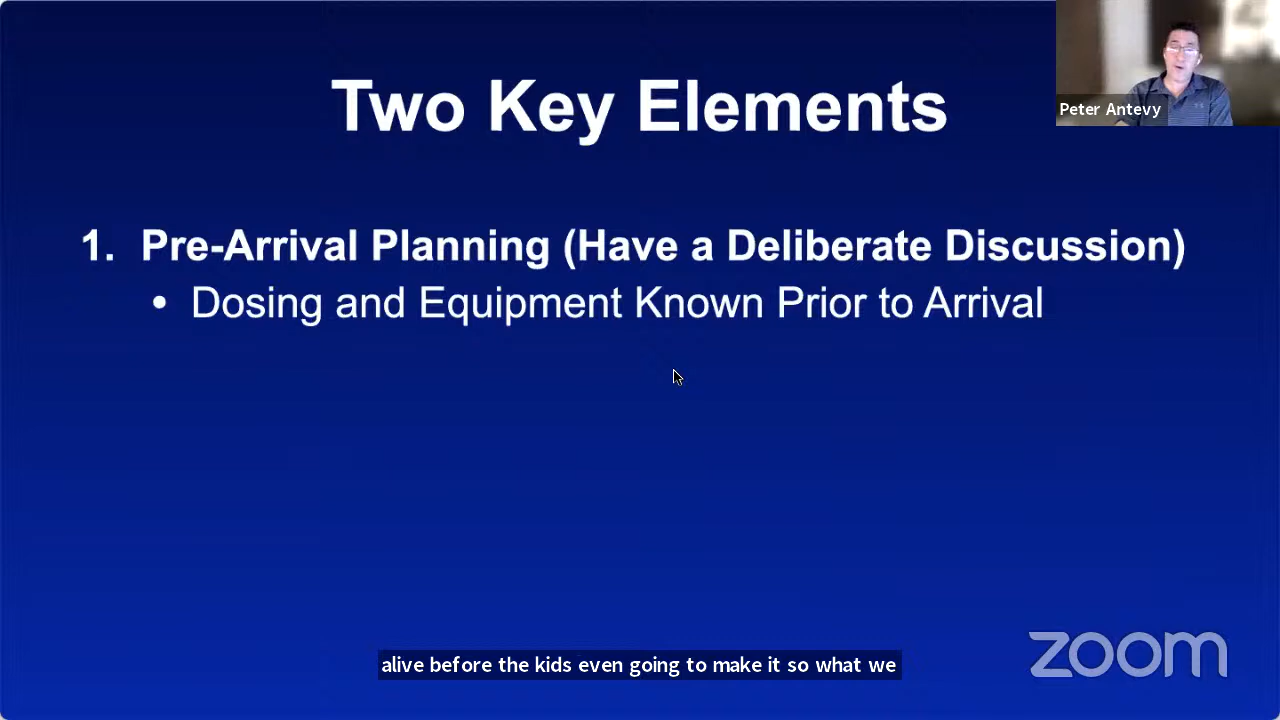 Two Key Elements
Peter Antevy
1. Pre-Arrival Planning (Have a Deliberate Discussion)
• Dosing and Equipment Known Prior to Arrival
alive before the kids even going to make it so what we
zoom